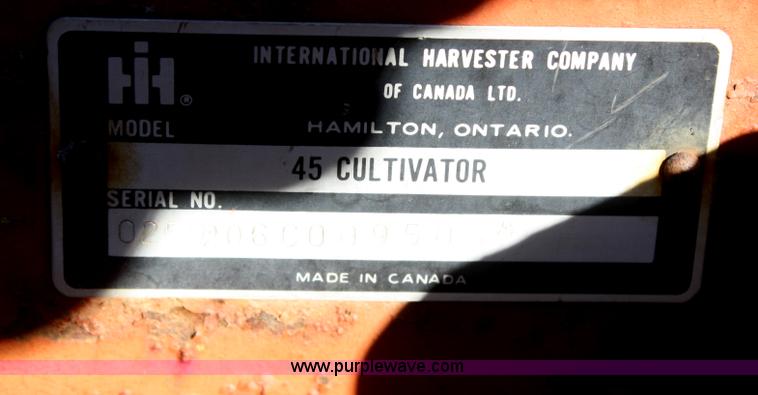 IH®
INTERNATIONAL HARVESTER COMPANY
OF CANADA LTD.
MODEL HAMILTON, ONTARIO.
45 CULTIVATOR
SERIAL NO.
MADE IN CANADA
www.purplewave.com